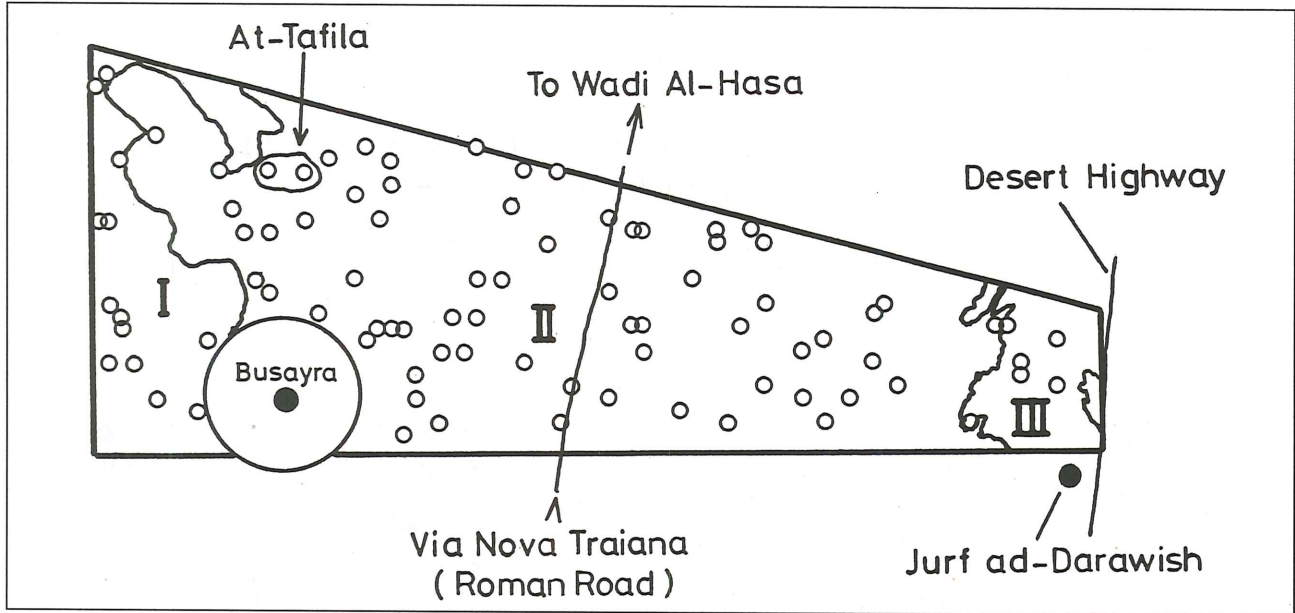 At-Tafila
To Wadi Al-Hasa
Desert Highway
I
II
Busayra
III
Via Nova Traiana
( Roman Road )
Jurf ad-Darawish